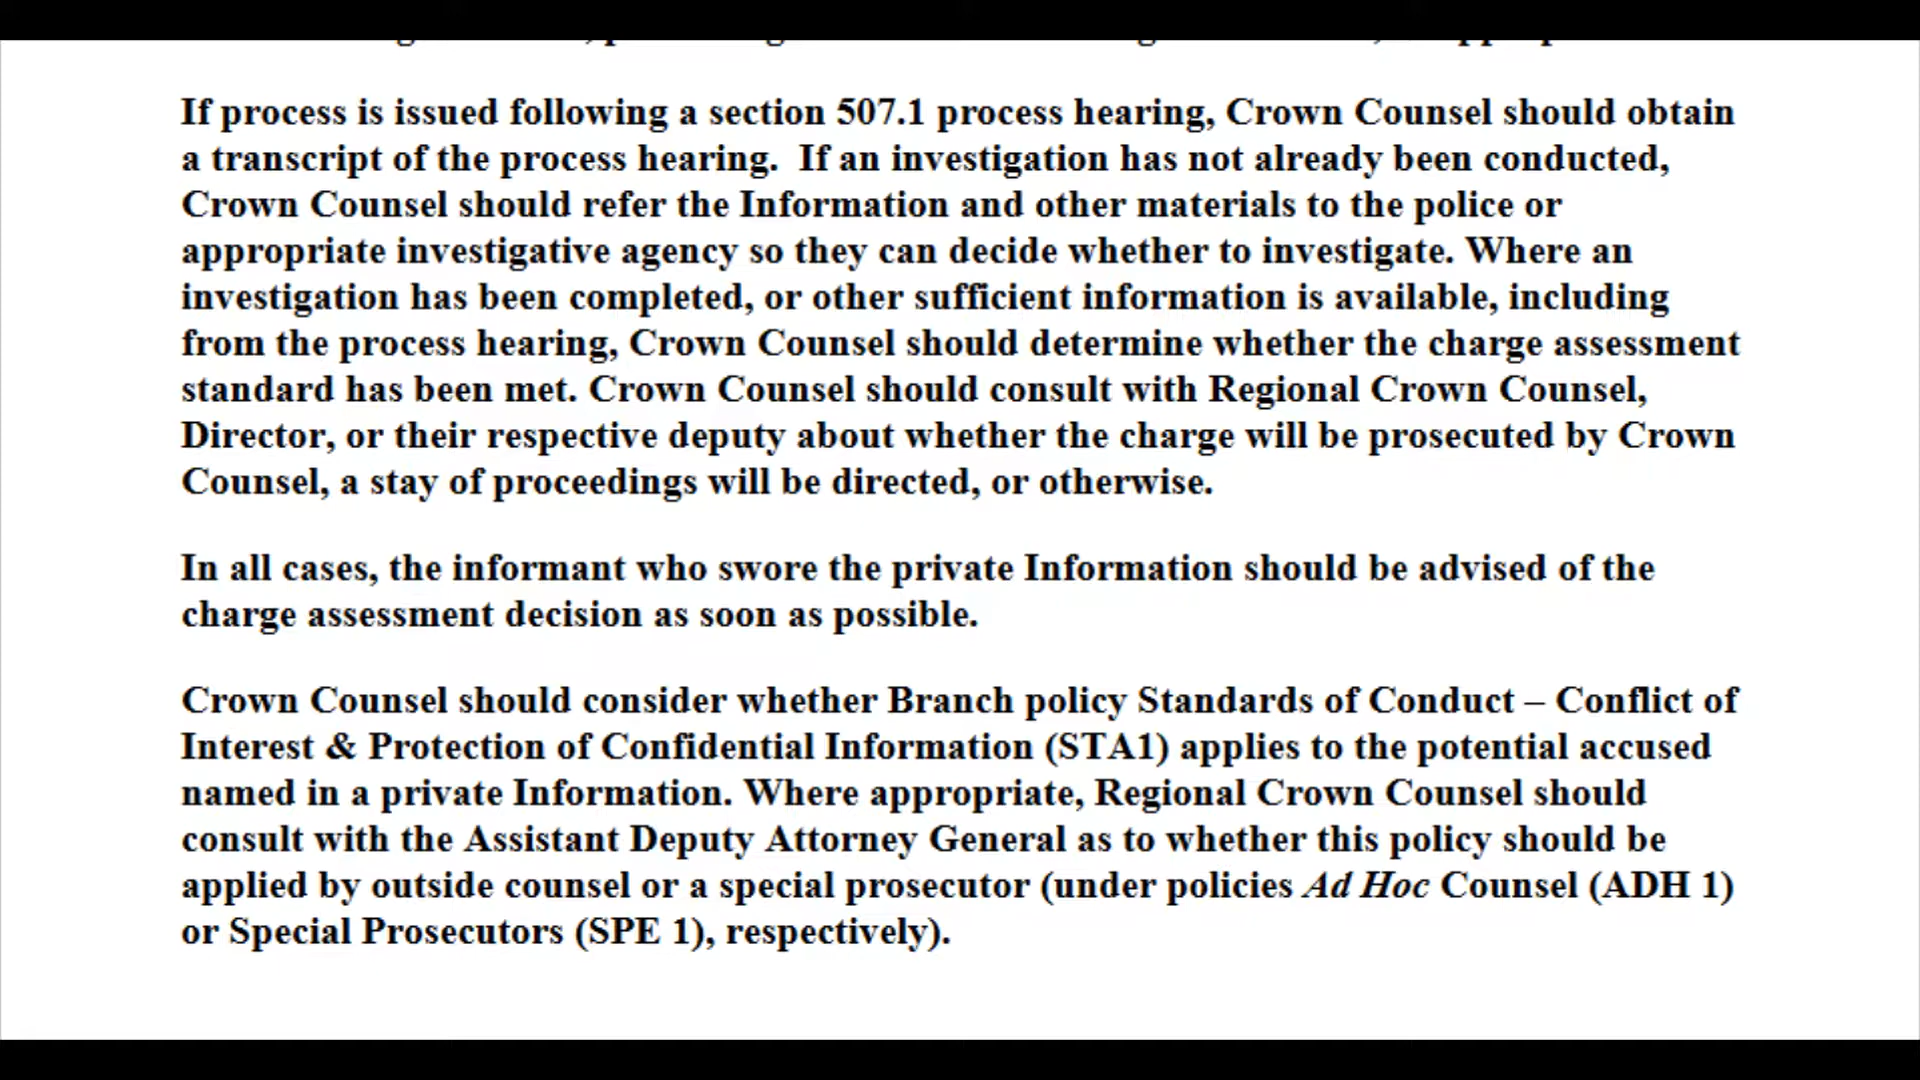 If process is issued following a section 507.1 process hearing, Crown Counsel should obtain
a transcript of the process hearing.  If an investigation has not already been conducted,
Crown Counsel should refer the Information and other materials to the police or
appropriate investigative agency so they can decide whether to investigate. Where an
investigation has been completed, or other sufficient information is available, including
from the process hearing, Crown Counsel should determine whether the charge assessment
standard has been met. Crown Counsel should consult with Regional Crown Counsel,
Director, or their respective deputy about whether the charge will be prosecuted by Crown
Counsel, a stay of proceedings will be directed, or otherwise.
In all cases, the informant who swore the private Information should be advised of the
charge assessment decision as soon as possible.
Crown Counsel should consider whether Branch policy Standards of Conduct – Conflict of
Interest & Protection of Confidential Information (STA1) applies to the potential accused
named in a private Information. Where appropriate, Regional Crown Counsel should
consult with the Assistant Deputy Attorney General as to whether this policy should be
applied by outside counsel or a special prosecutor (under policies Ad Hoc Counsel (ADH 1)
or Special Prosecutors (SPE 1), respectively).